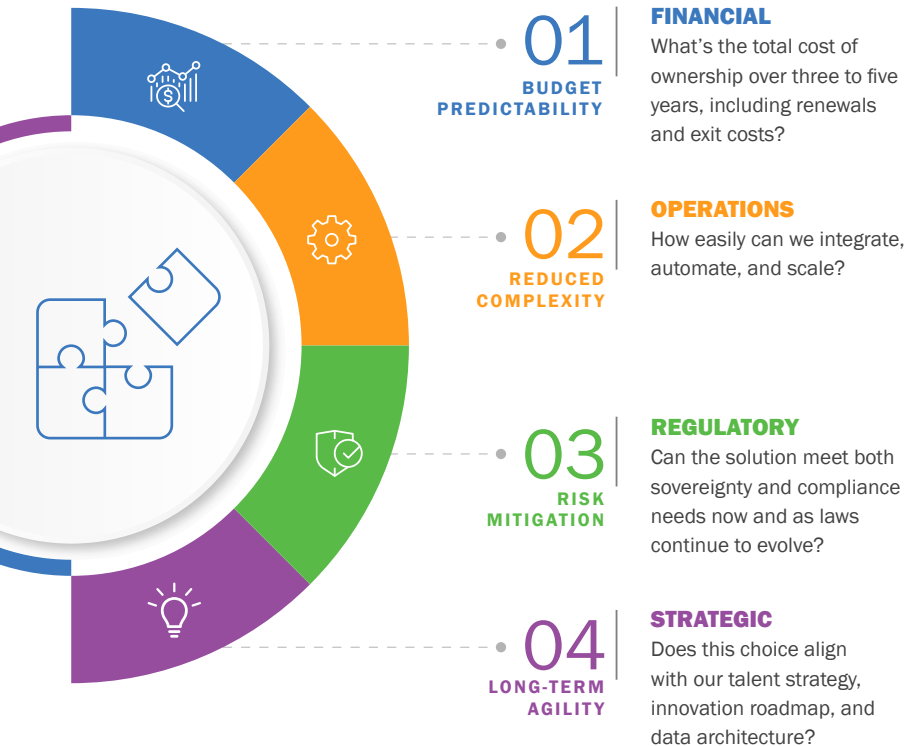 01
BUDGET
PREDICTABILITY
FINANCIAL
What’s the total cost of
ownership over three to five
years, including renewals
and exit costs?
02
REDUCED
COMPLEXITY
OPERATIONS
How easily can we integrate,
automate, and scale?
03
RISK
MITIGATION
REGULATORY
Can the solution meet both
sovereignty and compliance
needs now and as laws
continue to evolve?
04
LONG-TERM
AGILITY
STRATEGIC
Does this choice align
with our talent strategy,
innovation roadmap, and
data architecture?
$